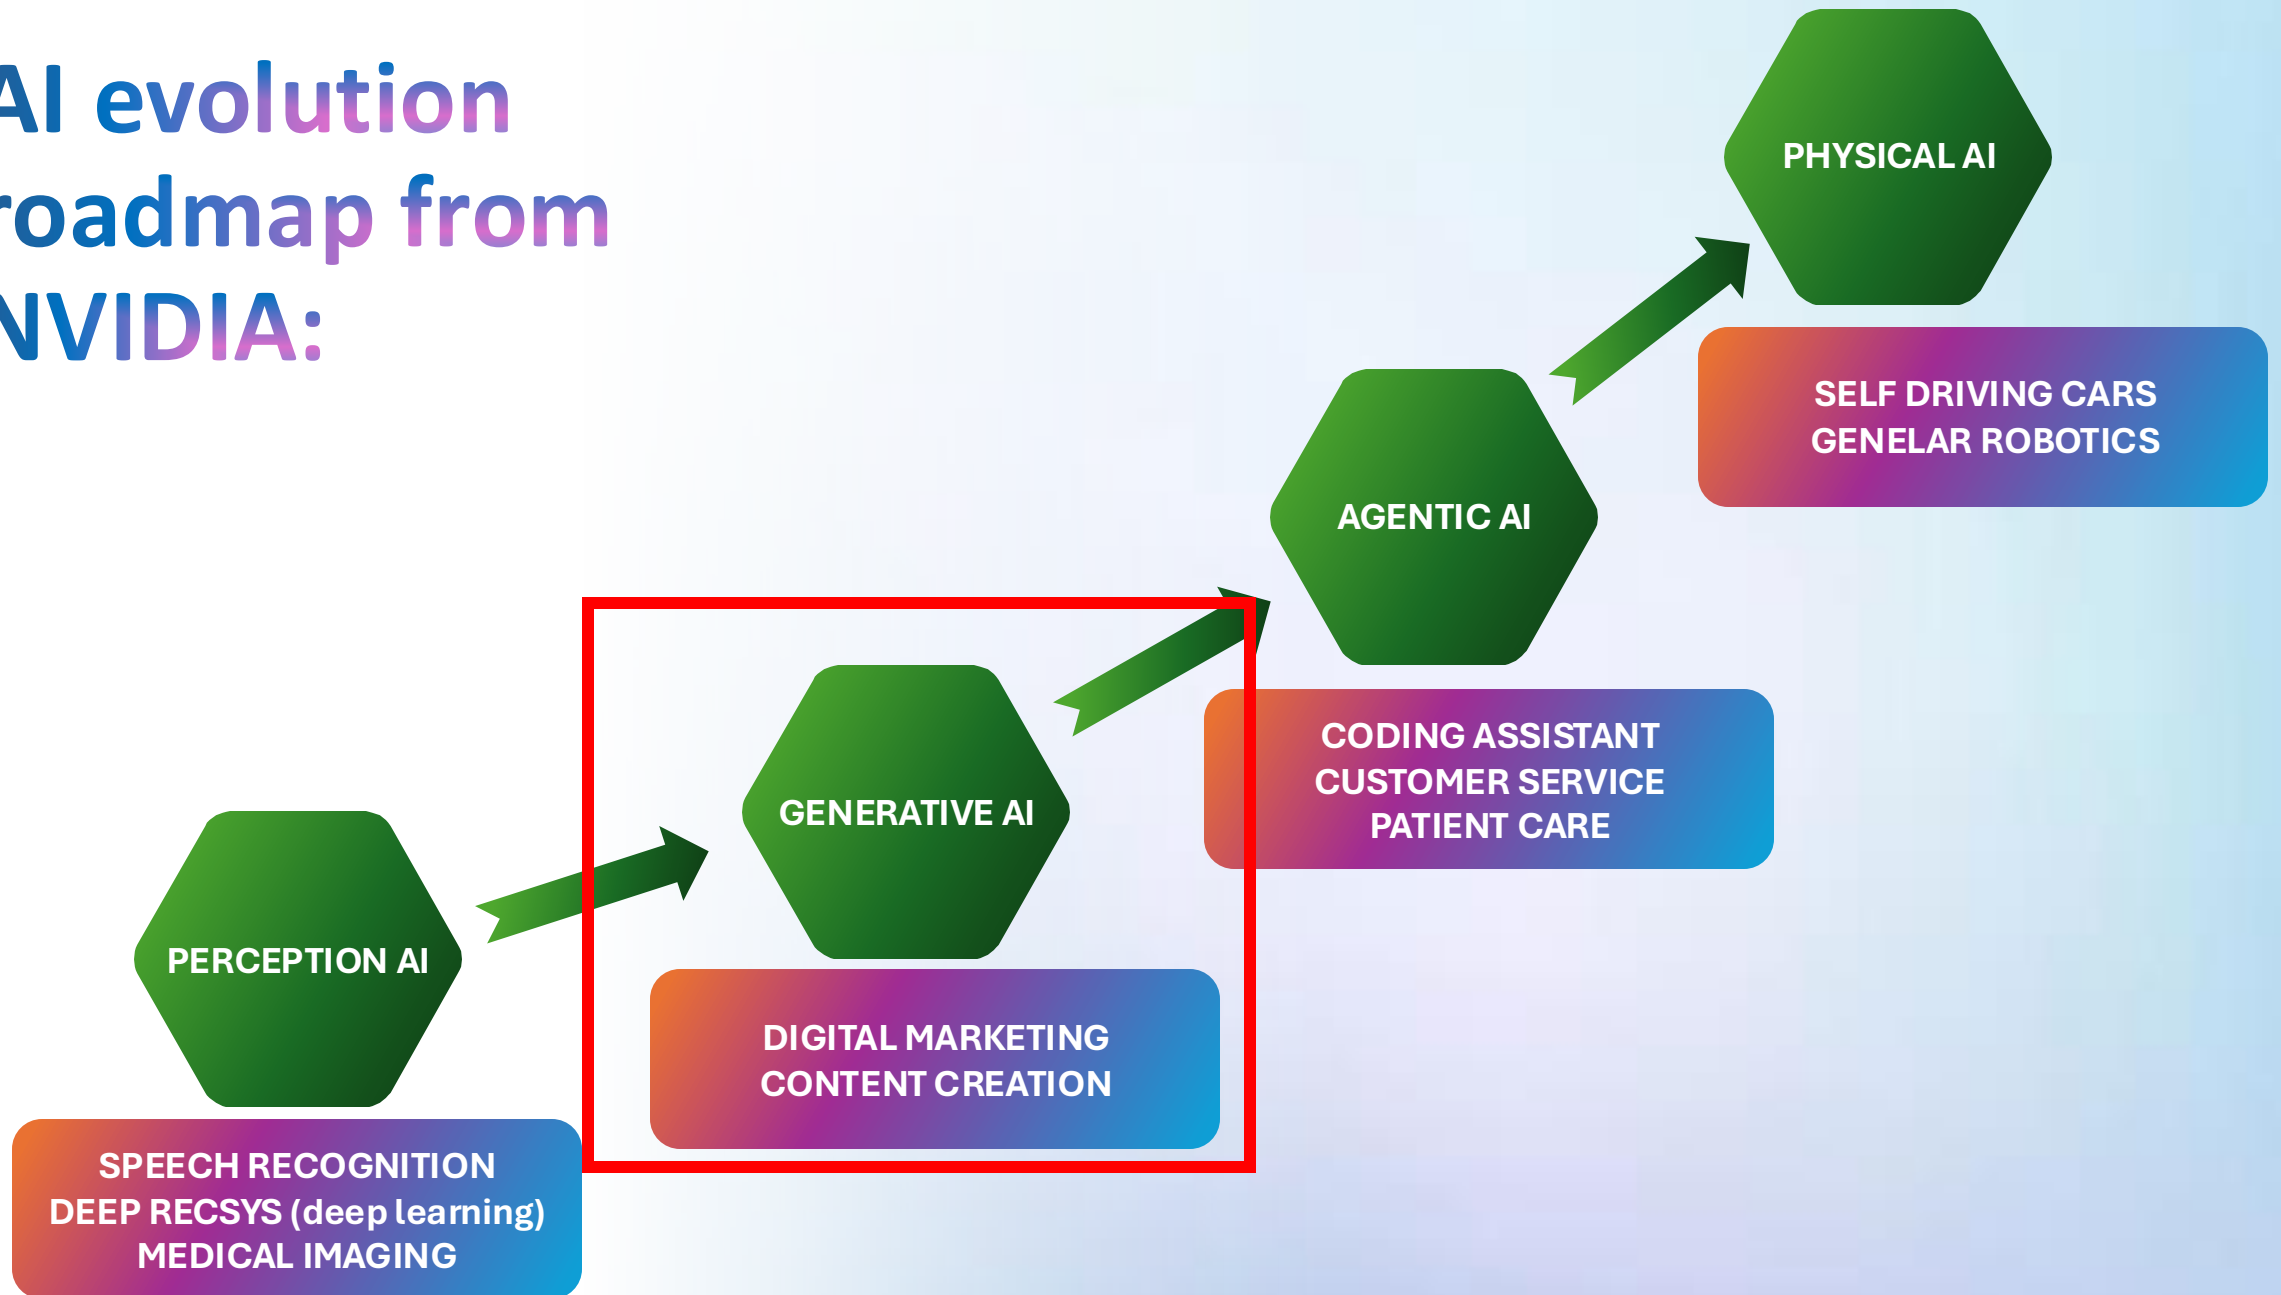 AI evolution
roadmap from
NVIDIA:
PHYSICAL AI
SELF DRIVING CARS
GENELAR ROBOTICS
AGENTIC AI
CODING ASSISTANT
CUSTOMER SERVICE
PATIENT CARE
GENERATIVE AI
DIGITAL MARKETING
CONTENT CREATION
PERCEPTION AI
SPEECH RECOGNITION
DEEP RECSYS (deep learning)
MEDICAL IMAGING